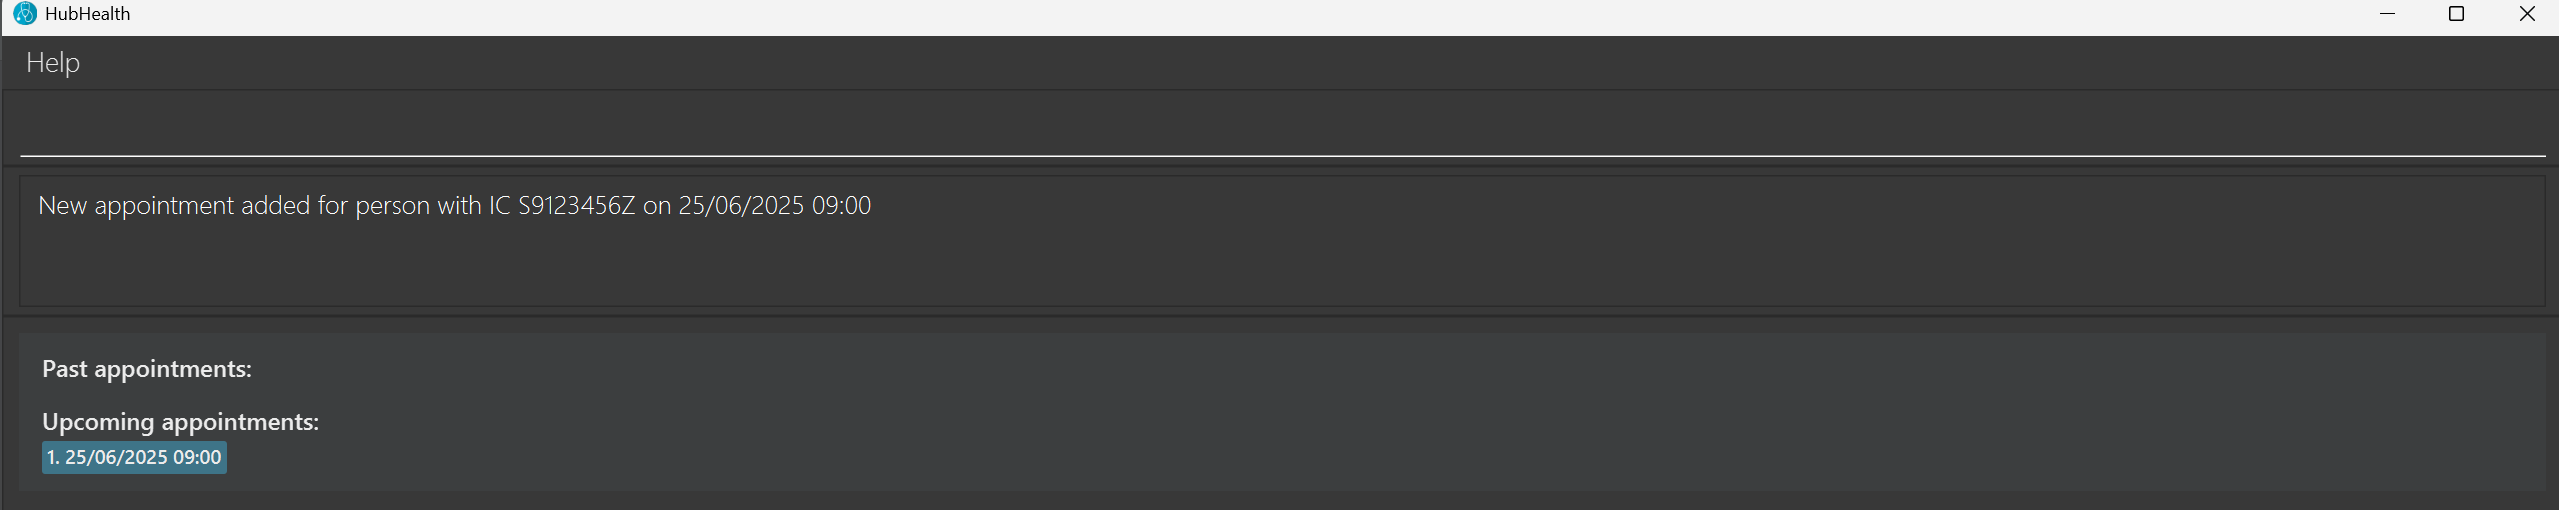 HubHealth
Help
New appointment added for person with IC S9123456Z on 25/06/2025 09:00
Past appointments:
Upcoming appointments:
1. 25/06/2025 09:00